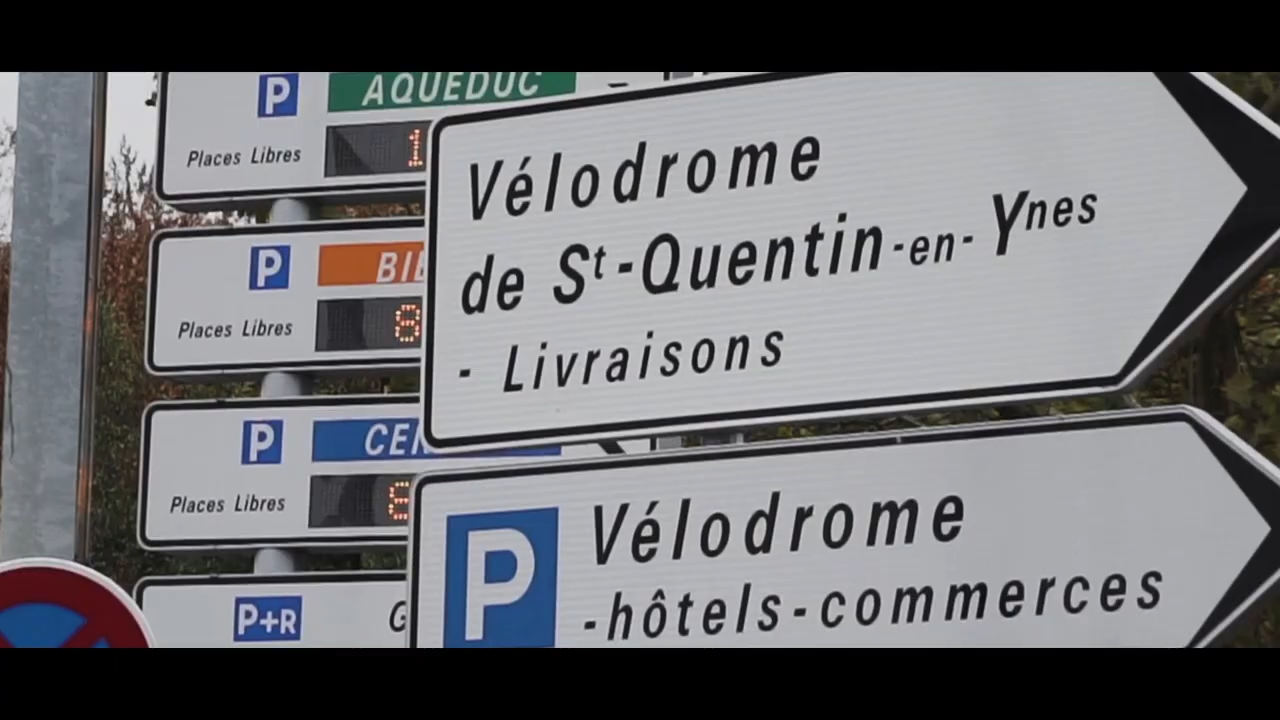 P AQUEDUC
Places Libres
P
Places Libres
P
Places Libres
P+R
Vélodrome
de St-Quentin-en-Ynes
- Livraisons
P Vélodrome
-hôtels-commerces